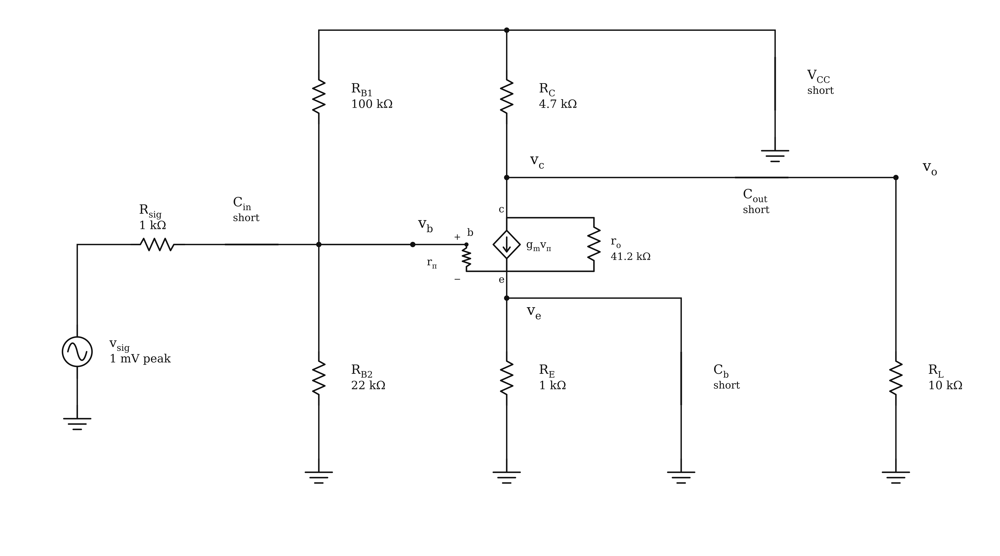 V_CC
short
R_B1
100 kΩ
R_C
4.7 kΩ
v_c
v_o
C_out
short
R_sig
1 kΩ
C_in
short
v_b
+
b
c
g_mv_π
r_o
41.2 kΩ
r_π
−
e
v_e
v_sig
1 mV peak
R_B2
22 kΩ
R_E
1 kΩ
C_b
short
R_L
10 kΩ